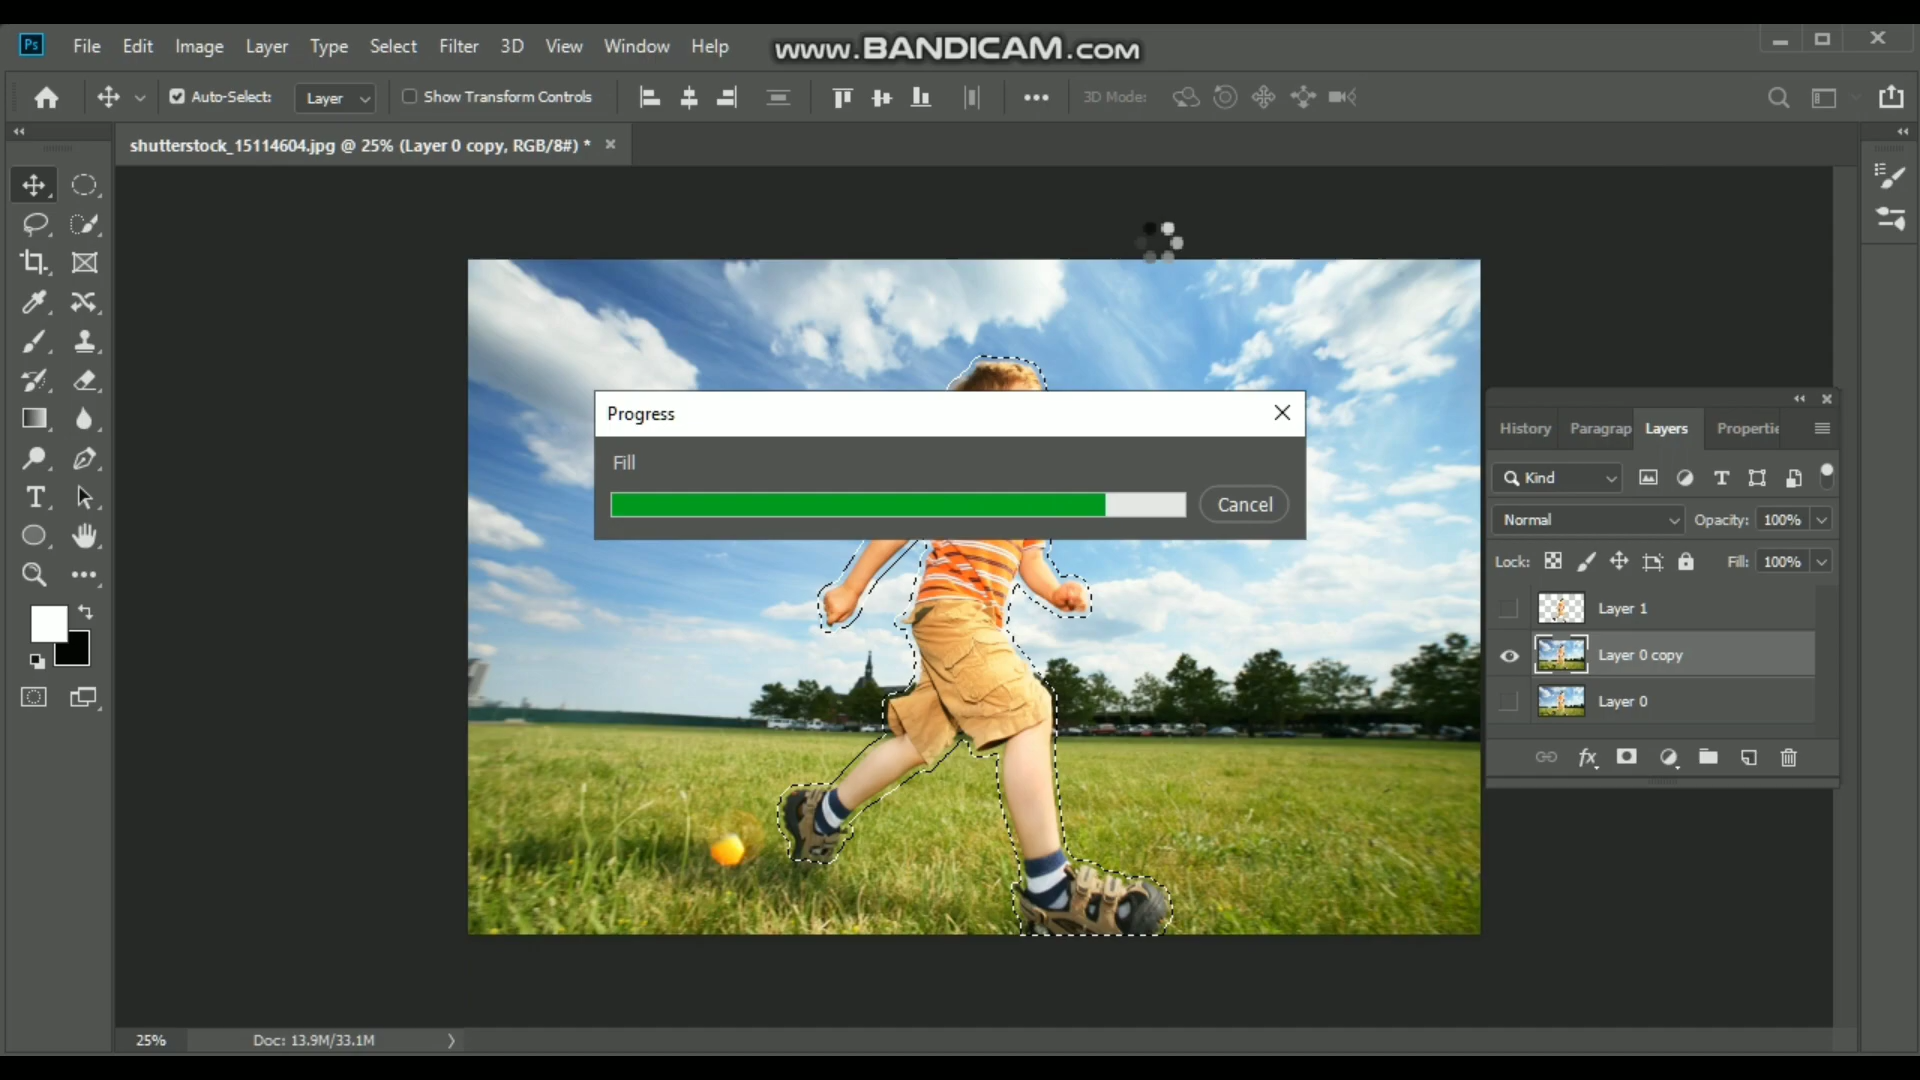 Ps File Edit Image Layer Type Select Filter 3D View Window Help
www.BANDICAM.com
Auto-Select: Layer Show Transform Controls 3D Mode:
shutterstock_15114604.jpg @ 25% (Layer 0 copy, RGB/8#) *
Progress
Fill
Cancel
History Paragrap Layers Propertie
Kind
Normal Opacity: 100%
Lock: Fill: 100%
Layer 1
Layer 0 copy
Layer 0
25% Doc: 13.9M/33.1M